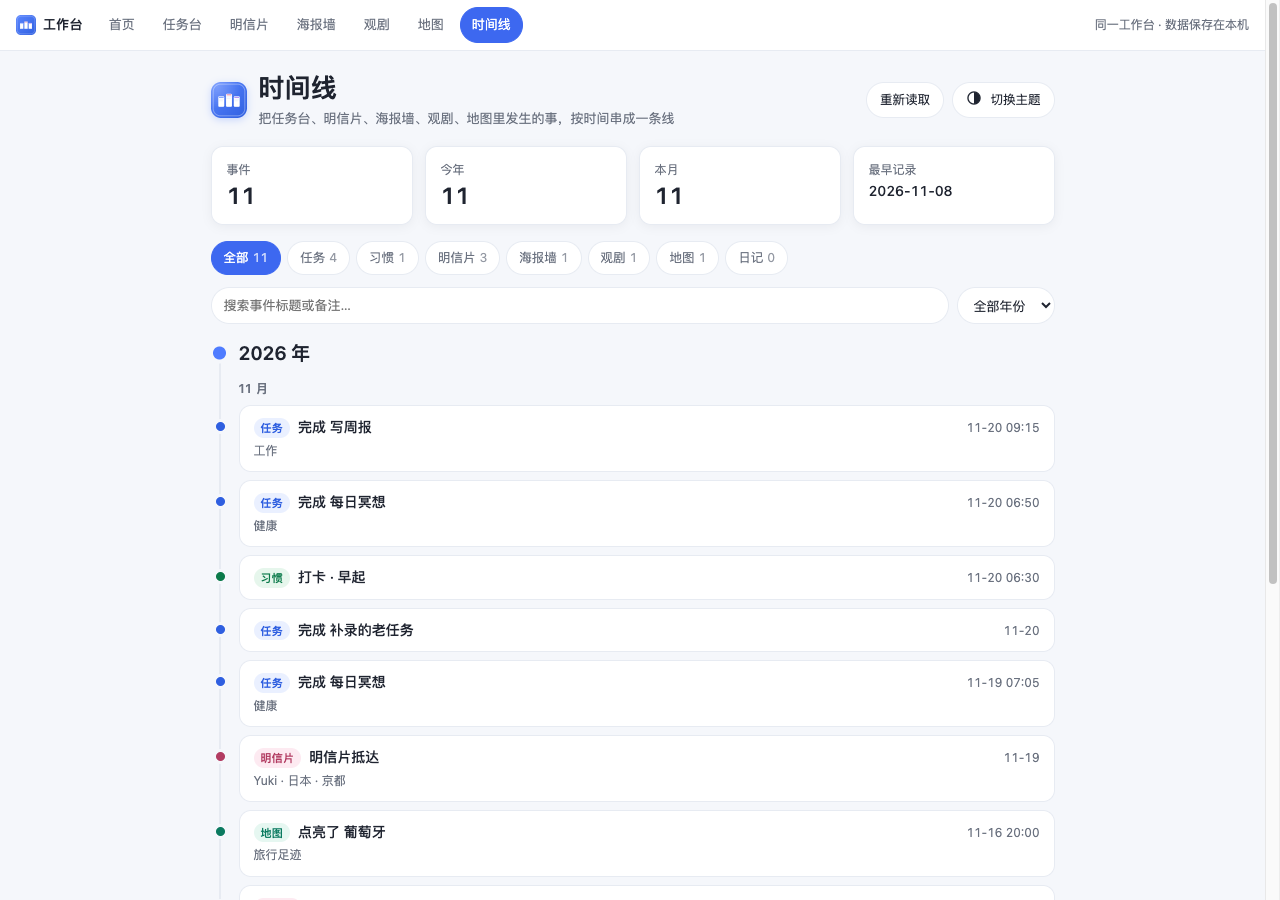 工作台 首页 任务台 明信片 海报墙 观剧 地图 时间线 同一工作台 · 数据保存在本机
时间线
把任务台、明信片、海报墙、观剧、地图里发生的事，按时间串成一条线
重新读取 切换主题
事件 今年 本月 最早记录
11 11 11 2026-11-08
全部 11 任务 4 习惯 1 明信片 3 海报墙 1 观剧 1 地图 1 日记 0
搜索事件标题或备注... 全部年份
2026 年
11 月
任务 完成 写周报 11-20 09:15
工作
任务 完成 每日冥想 11-20 06:50
健康
习惯 打卡 · 早起 11-20 06:30
任务 完成 补录的老任务 11-20
任务 完成 每日冥想 11-19 07:05
健康
明信片 明信片抵达 11-19
Yuki · 日本 · 京都
地图 点亮了 葡萄牙 11-16 20:00
旅行足迹